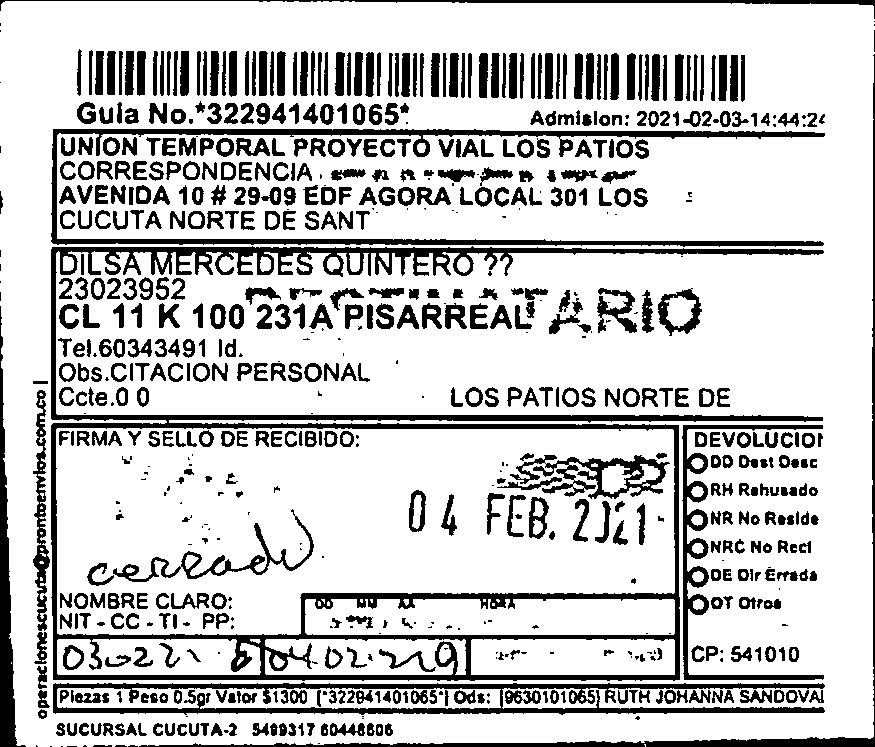 Guia No.*322941401065*
Admision: 2021-02-03-14:44:24
UNION TEMPORAL PROYECTO VIAL LOS PATIOS
CORRESPONDENCIA
AVENIDA 10 # 29-09 EDF AGORA LOCAL 301 LOS
CUCUTA NORTE DE SANT
DILSA MERCEDES QUINTERO ??
23023952
CL 11 K 100 231A PISARREAL
ARIO
Tel.60343491 Id.
Obs.CITACION PERSONAL
Ccte.0 0 LOS PATIOS NORTE DE
FIRMA Y SELLO DE RECIBIDO:
04 FEB. 2021
cerrado
NOMBRE CLARO:
NIT - CC - TI - PP:
DD MM AA HORA
DEVOLUCION
DD Dest Desc
RH Rehusado
NR No Reside
NRC No Recl
DE Dir Errada
OT Otros
CP: 541010
Piezas 1 Peso 0.5gr Valor $1300 [*322941401065*] Ods: [9630101065] RUTH JOHANNA SANDOVAL
SUCURSAL CUCUTA-2 5499317 60448606
operacionescucuta@prontoenvios.com.co |